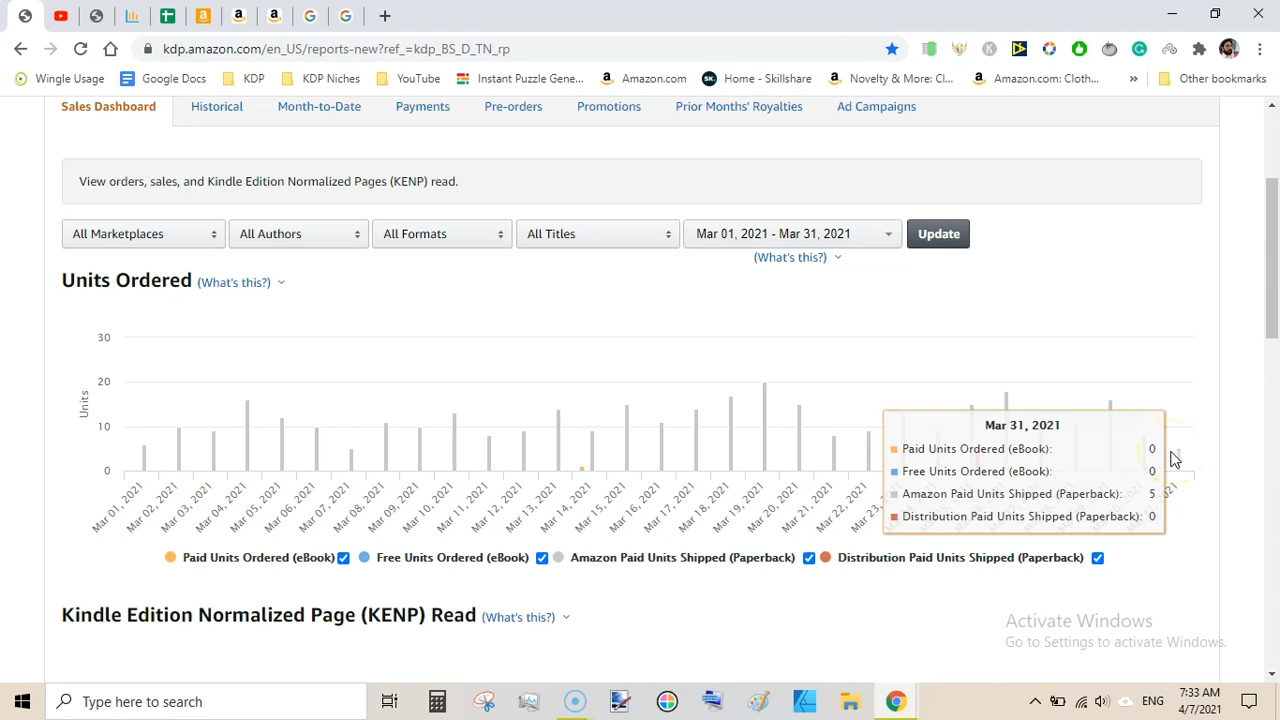 kdp.amazon.com/en_US/reports-new?ref_=kdp_BS_D_TN_rp
Wingle Usage Google Docs KDP KDP Niches YouTube Instant Puzzle Gene... Amazon.com Home - Skillshare Novelty & More: Cl... Amazon.com: Cloth... » Other bookmarks
Sales Dashboard Historical Month-to-Date Payments Pre-orders Promotions Prior Months' Royalties Ad Campaigns
View orders, sales, and Kindle Edition Normalized Pages (KENP) read.
All Marketplaces All Authors All Formats All Titles Mar 01, 2021 - Mar 31, 2021 Update
(What's this?)
Units Ordered (What's this?)
Units
30
20
10
0
Mar 31, 2021
Paid Units Ordered (eBook): 0
Free Units Ordered (eBook): 0
Amazon Paid Units Shipped (Paperback): 5
Distribution Paid Units Shipped (Paperback): 0
Mar 01, 2021 Mar 02, 2021 Mar 03, 2021 Mar 04, 2021 Mar 05, 2021 Mar 06, 2021 Mar 07, 2021 Mar 08, 2021 Mar 09, 2021 Mar 10, 2021 Mar 11, 2021 Mar 12, 2021 Mar 13, 2021 Mar 14, 2021 Mar 15, 2021 Mar 16, 2021 Mar 17, 2021 Mar 18, 2021 Mar 19, 2021 Mar 20, 2021 Mar 21, 2021 Mar 22, 2021 Mar 23,
Paid Units Ordered (eBook) Free Units Ordered (eBook) Amazon Paid Units Shipped (Paperback) Distribution Paid Units Shipped (Paperback)
Kindle Edition Normalized Page (KENP) Read (What's this?)
Activate Windows
Go to Settings to activate Windows.
Type here to search
ENG
7:33 AM
4/7/2021